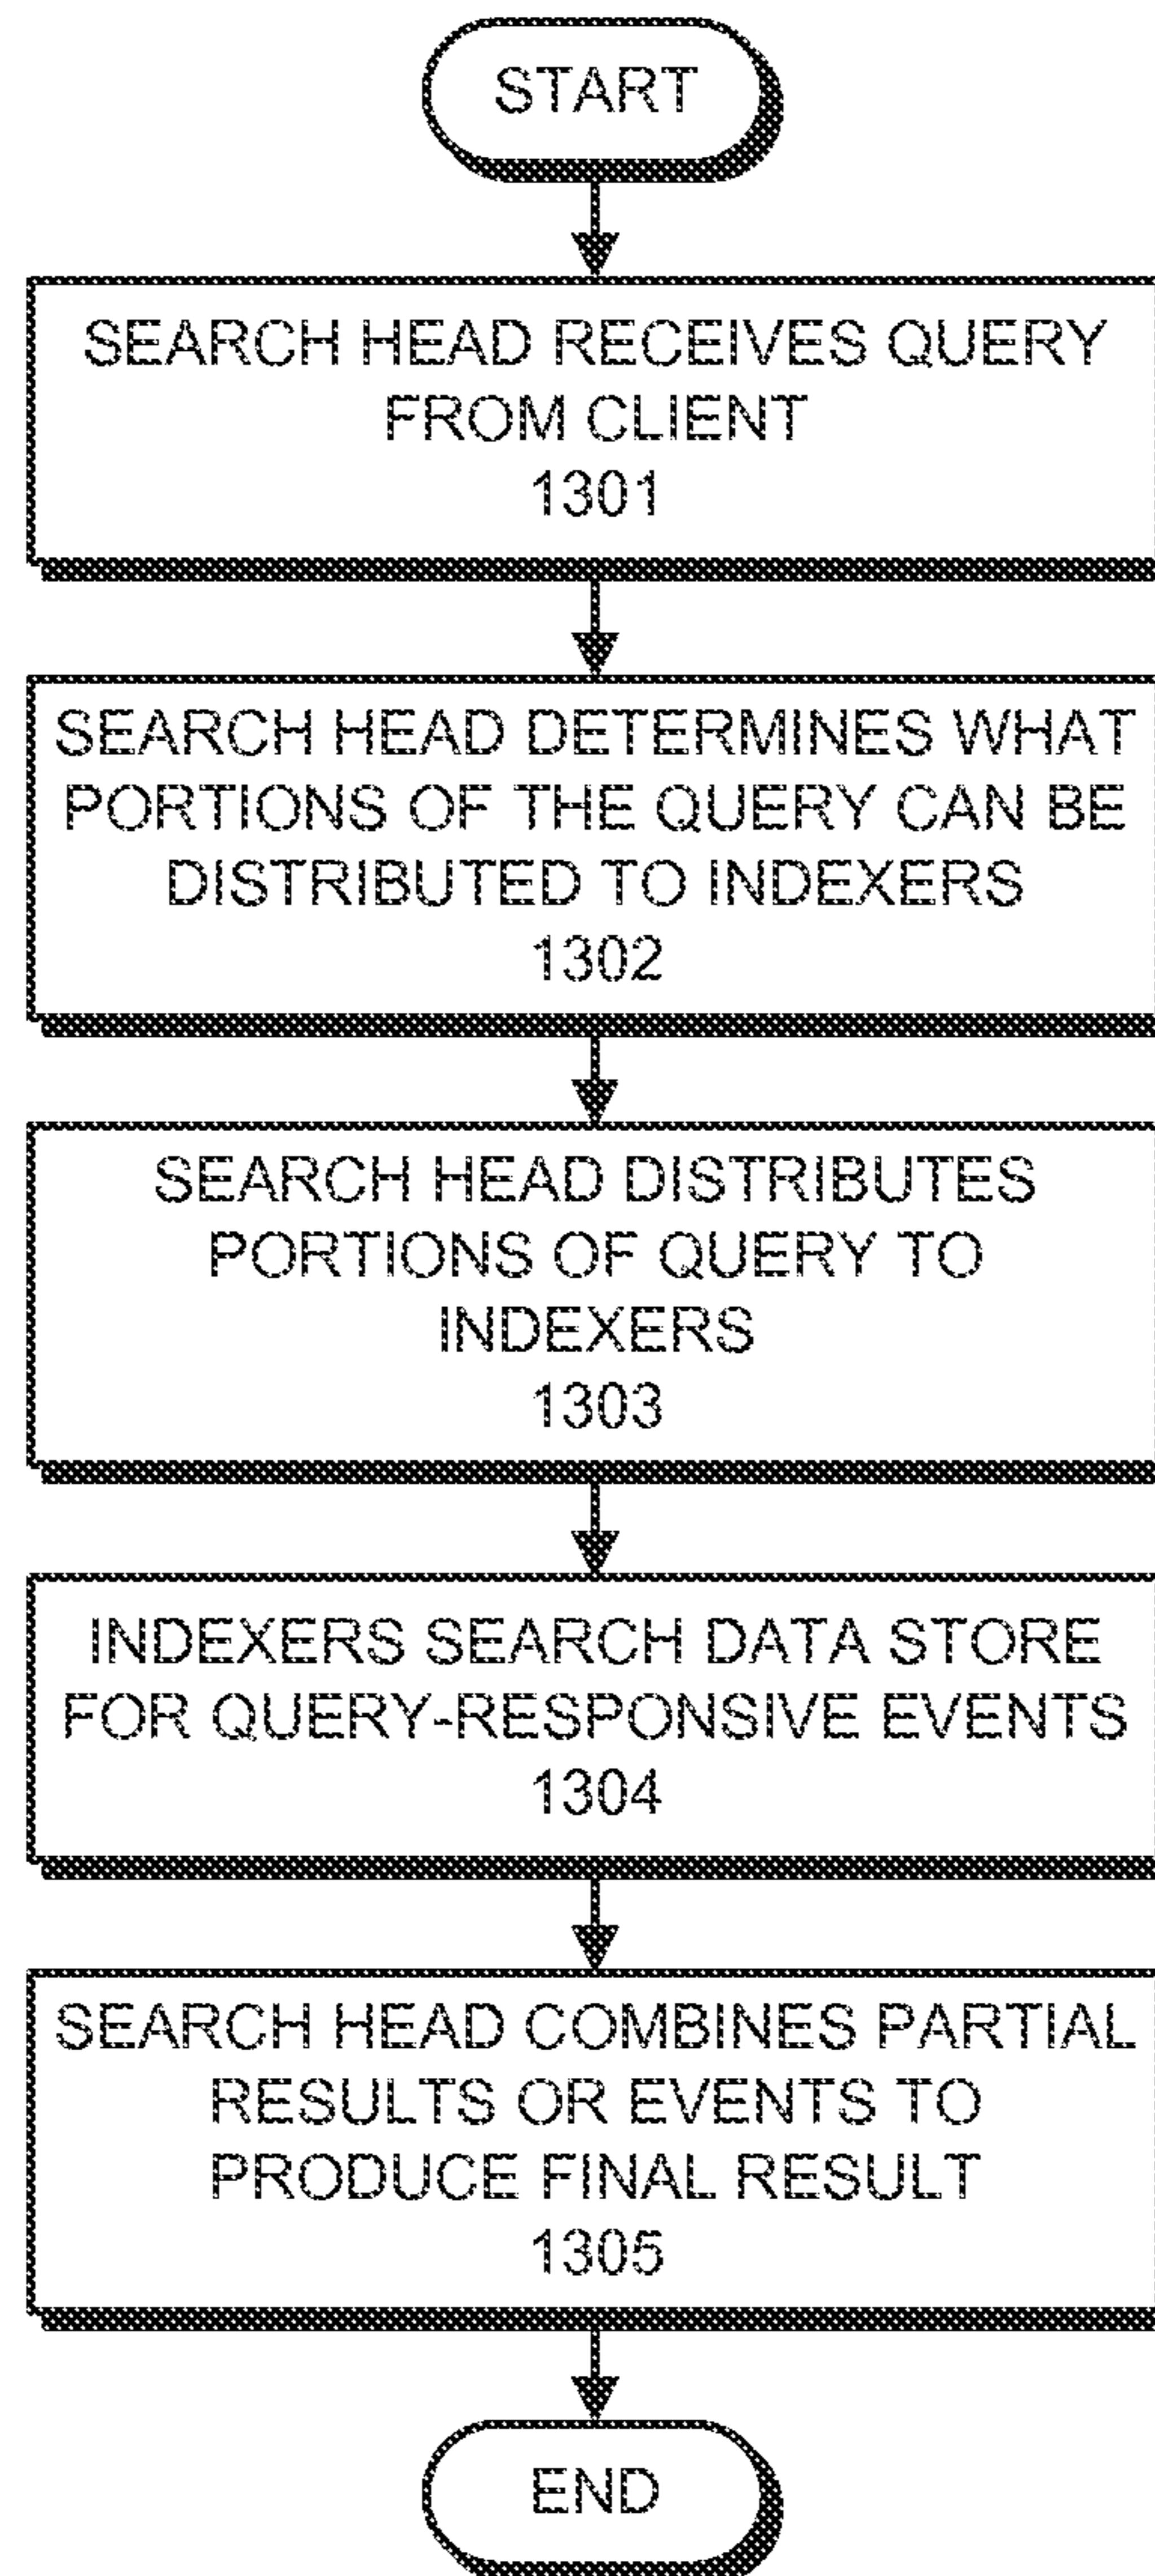 START
SEARCH HEAD RECEIVES QUERY
FROM CLIENT
1301
SEARCH HEAD DETERMINES WHAT
PORTIONS OF THE QUERY CAN BE
DISTRIBUTED TO INDEXERS
1302
SEARCH HEAD DISTRIBUTES
PORTIONS OF QUERY TO
INDEXERS
1303
INDEXERS SEARCH DATA STORE
FOR QUERY-RESPONSIVE EVENTS
1304
SEARCH HEAD COMBINES PARTIAL
RESULTS OR EVENTS TO
PRODUCE FINAL RESULT
1305
END